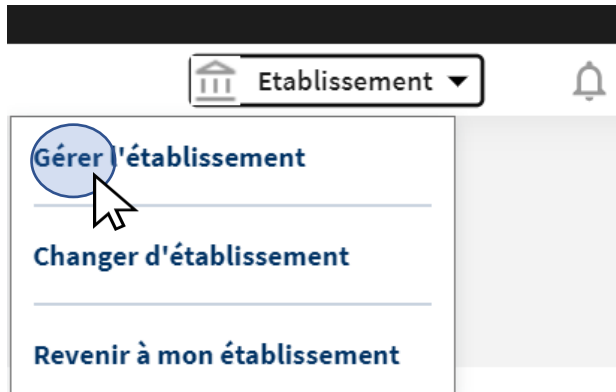 Etablissement
Gérer l'établissement
Changer d'établissement
Revenir à mon établissement